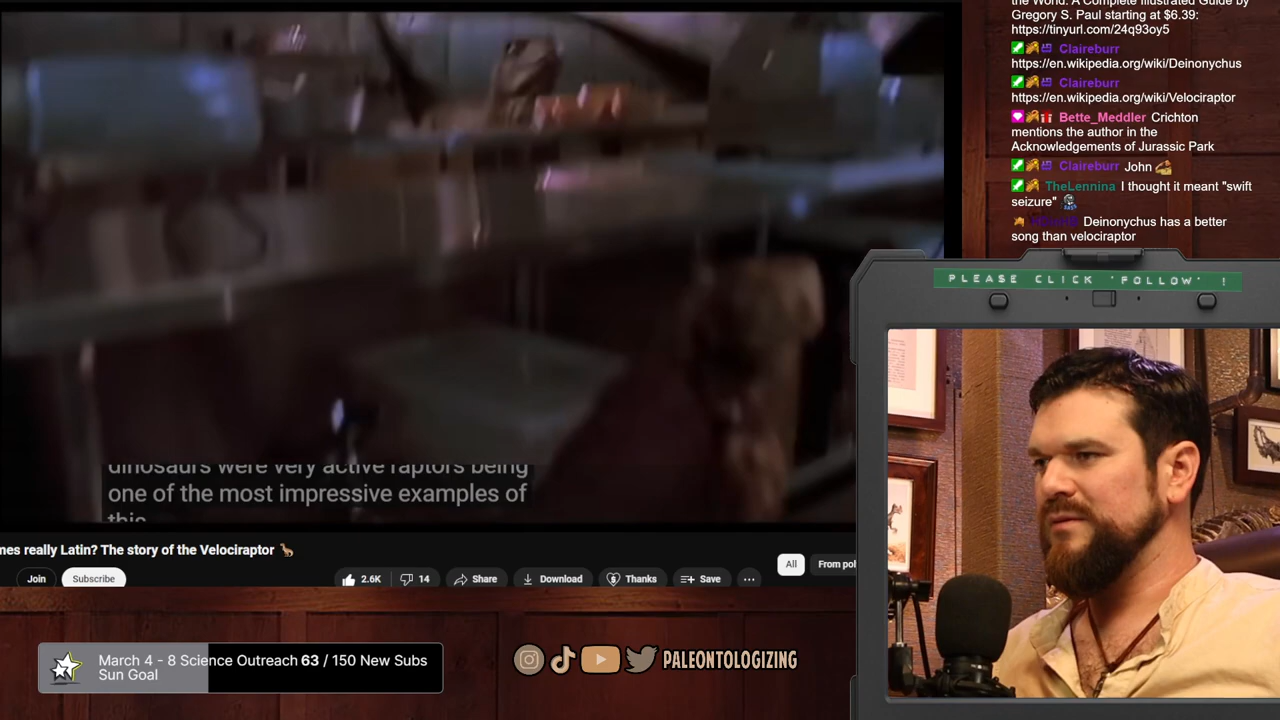 the World: A Complete Illustrated Guide by
Gregory S. Paul starting at $6.39:
https://tinyurl.com/24q93oy5
Claireburr
https://en.wikipedia.org/wiki/Deinonychus
Claireburr
https://en.wikipedia.org/wiki/Velociraptor
Bette_Meddler Crichton
mentions the author in the
Acknowledgements of Jurassic Park
Claireburr John
TheLennina I thought it meant "swift
seizure"
Deinonychus has a better
song than velociraptor
PLEASE CLICK 'FOLLOW' !
dinosaurs were very active raptors being
one of the most impressive examples of
this
mes really Latin? The story of the Velociraptor
Join
Subscribe
2.6K
14
Share
Download
Thanks
Save
All
From pol
March 4 - 8 Science Outreach 63 / 150 New Subs
Sun Goal
PALEONTOLOGIZING